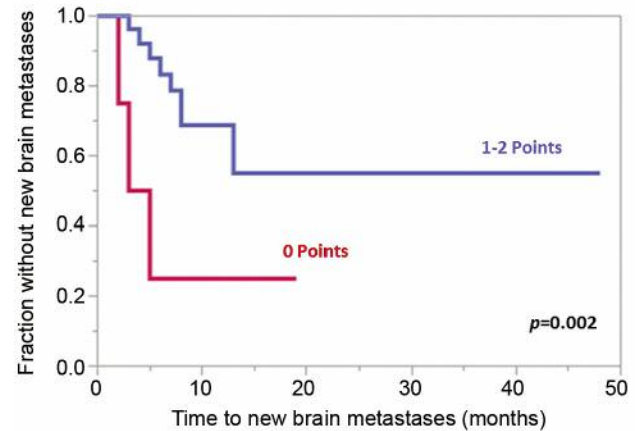 Fraction without new brain metastases
1.0
0.8
0.6
0.4
0.2
0.0
1-2 Points
0 Points
p=0.002
0 10 20 30 40 50
Time to new brain metastases (months)